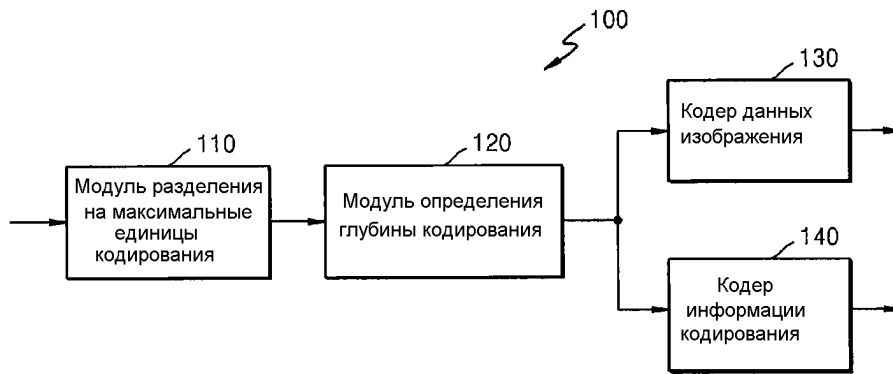 100
110
Модуль разделения
на максимальные
единицы
кодирования
120
Модуль определения
глубины кодирования
130
Кодер данных
изображения
140
Кодер
информации
кодирования